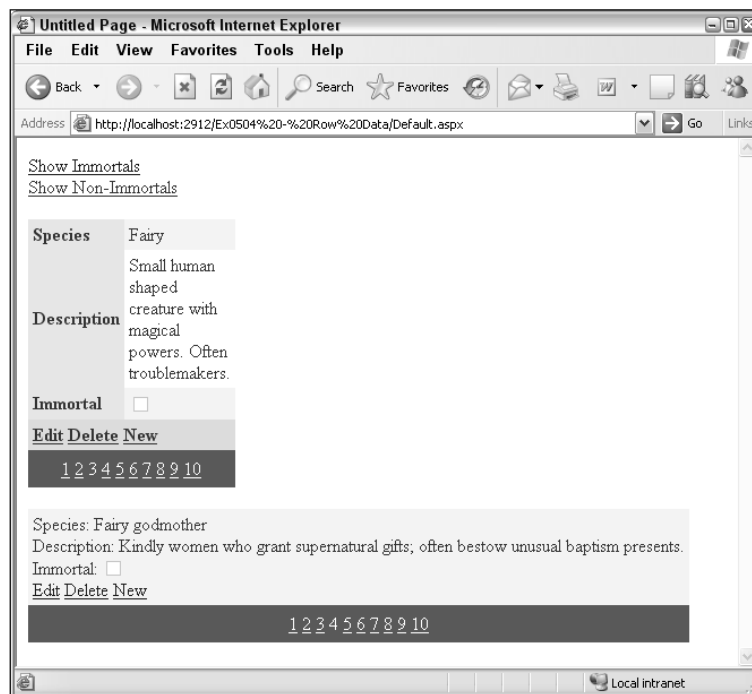 Untitled Page - Microsoft Internet Explorer
File Edit View Favorites Tools Help
Back Search Favorites W
Address http://localhost:2912/Ex0504%20-%20Row%20Data/Default.aspx Go Links
Show Immortals
Show Non-Immortals
Species Fairy
Description Small human
shaped
creature with
magical
powers. Often
troublemakers.
Immortal
Edit Delete New
1 2 3 4 5 6 7 8 9 10
Species: Fairy godmother
Description: Kindly women who grant supernatural gifts; often bestow unusual baptism presents.
Immortal:
Edit Delete New
1 2 3 4 5 6 7 8 9 10
Local intranet